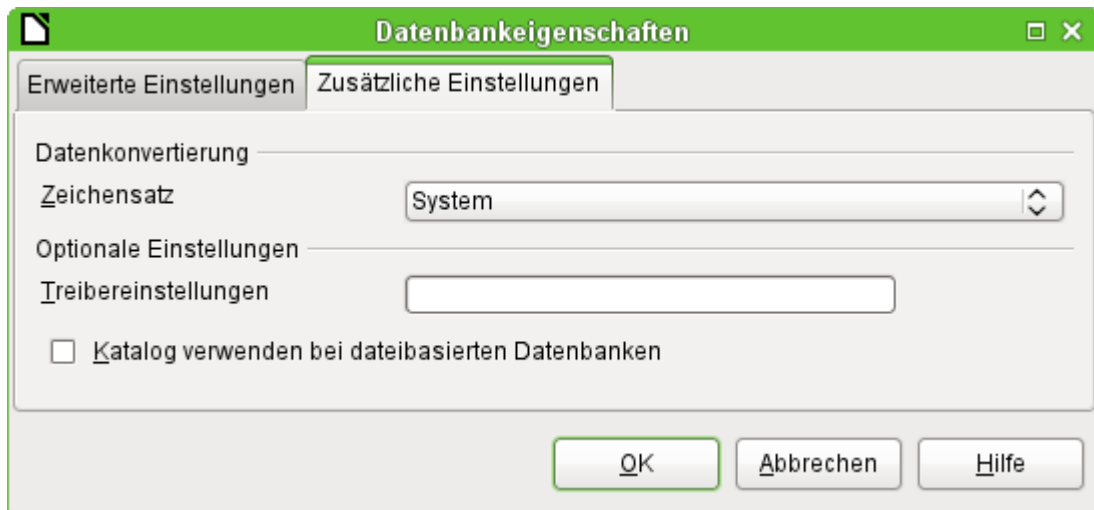 Datenbankeigenschaften
Erweiterte Einstellungen Zusätzliche Einstellungen
Datenkonvertierung
Zeichensatz System
Optionale Einstellungen
Treibereinstellungen
Katalog verwenden bei dateibasierten Datenbanken
OK Abbrechen Hilfe